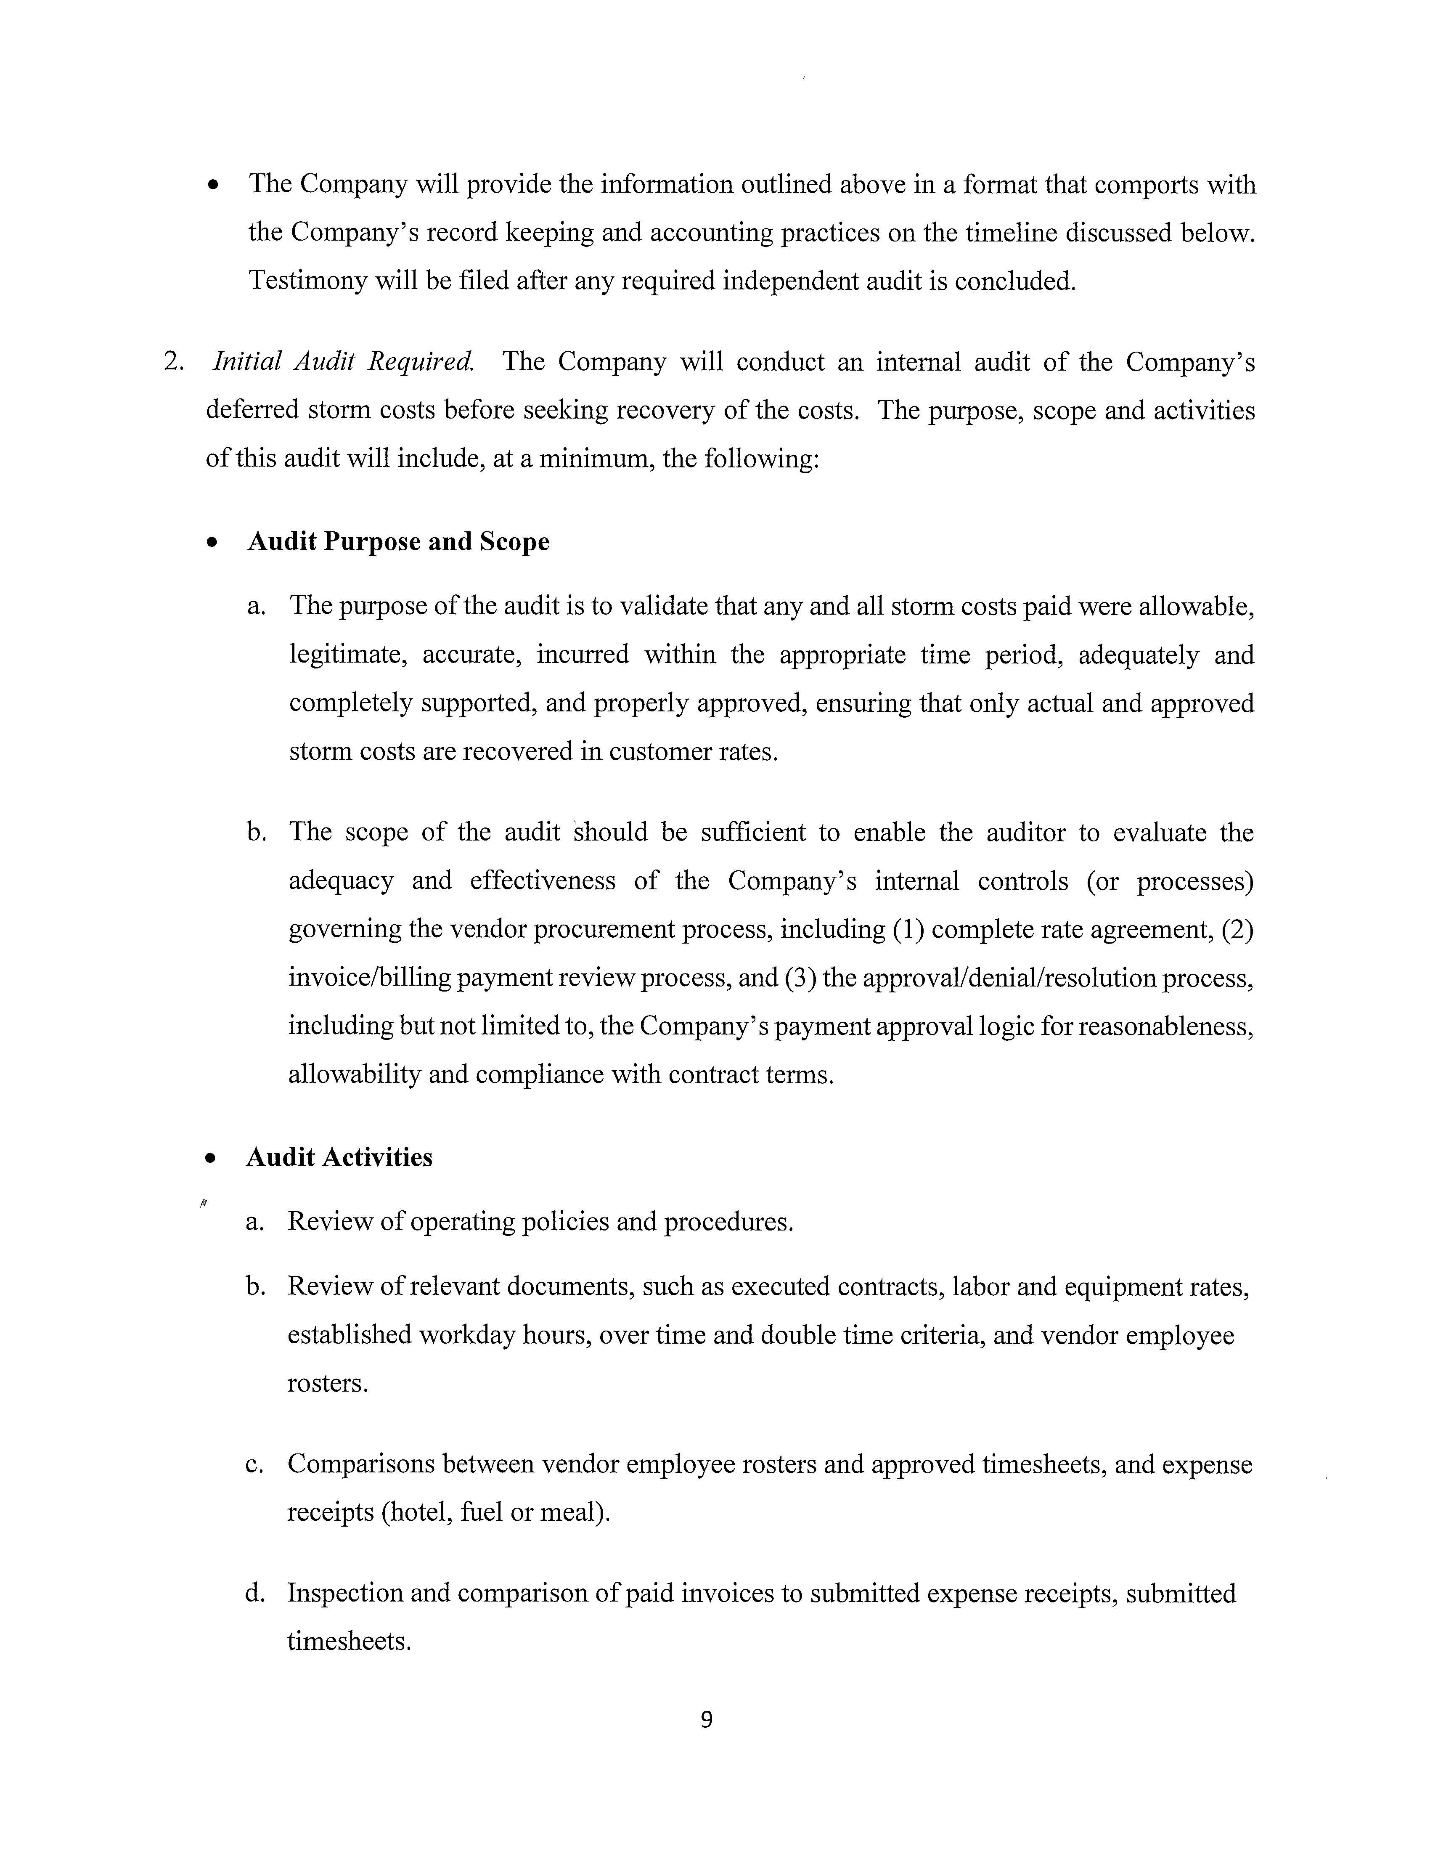 • The Company will provide the information outlined above in a format that comports with
the Company's record keeping and accounting practices on the timeline discussed below.
Testimony will be filed after any required independent audit is concluded.
2. Initial Audit Required. The Company will conduct an internal audit of the Company's
deferred storm costs before seeking recovery of the costs. The purpose, scope and activities
of this audit will include, at a minimum, the following:
• Audit Purpose and Scope
a. The purpose of the audit is to validate that any and all storm costs paid were allowable,
legitimate, accurate, incurred within the appropriate time period, adequately and
completely supported, and properly approved, ensuring that only actual and approved
storm costs are recovered in customer rates.
b. The scope of the audit should be sufficient to enable the auditor to evaluate the
adequacy and effectiveness of the Company's internal controls (or processes)
governing the vendor procurement process, including (1) complete rate agreement, (2)
invoice/billing payment review process, and (3) the approval/denial/resolution process,
including but not limited to, the Company's payment approval logic for reasonableness,
allowability and compliance with contract terms.
• Audit Activities
a. Review of operating policies and procedures.
b. Review of relevant documents, such as executed contracts, labor and equipment rates,
established workday hours, over time and double time criteria, and vendor employee
rosters.
c. Comparisons between vendor employee rosters and approved timesheets, and expense
receipts (hotel, fuel or meal).
d. Inspection and comparison of paid invoices to submitted expense receipts, submitted
timesheets.
9